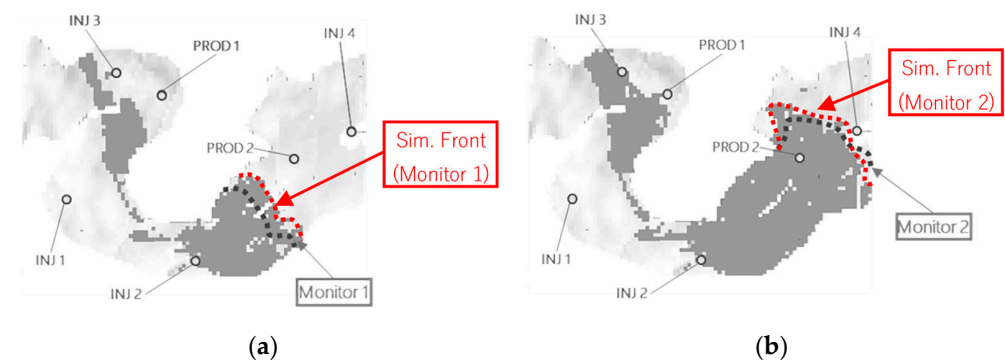 INJ 3
PROD 1
INJ 4
Sim. Front
(Monitor 1)
PROD 2
INJ 1
INJ 2
Monitor 1
(a)
INJ 3
PROD 1
INJ 4
Sim. Front
(Monitor 2)
PROD 2
INJ 1
INJ 2
Monitor 2
(b)